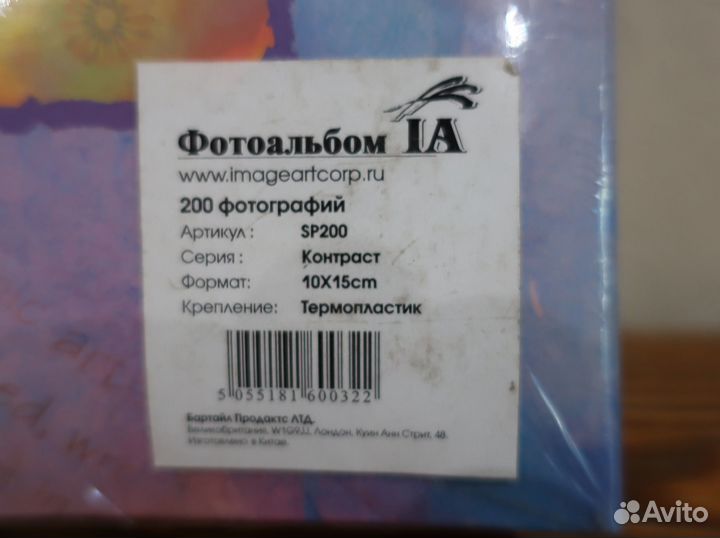 Фотоальбом IA
www.imageartcorp.ru
200 фотографий
Артикул : SP200
Серия : Контраст
Формат: 10X15cm
Крепление: Термопластик
5 055181 600322
Бартайл Продактс ЛТД.
Великобритания, W1G9JJ, Лондон, Куин Анн Стрит, 48.
Изготовлено в Китае.
Avito